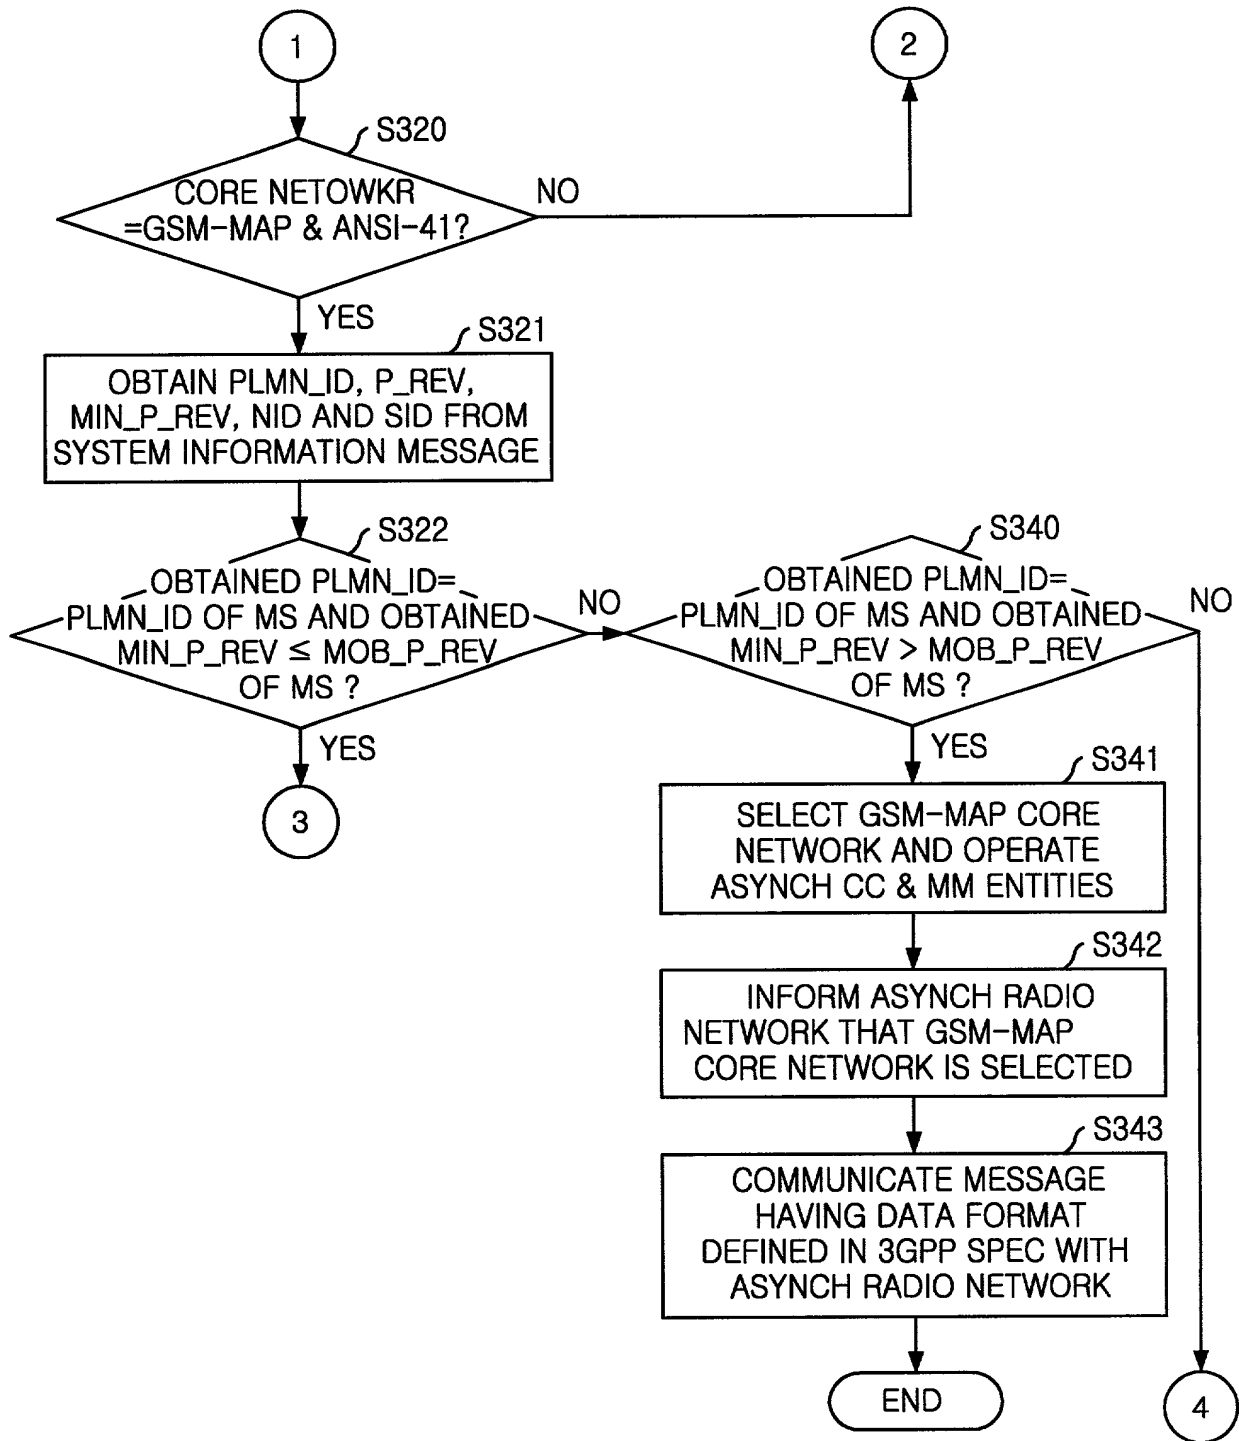 1
2
S320
CORE NETOWKR
=GSM-MAP & ANSI-41?
NO
YES
S321
OBTAIN PLMN_ID, P_REV,
MIN_P_REV, NID AND SID FROM
SYSTEM INFORMATION MESSAGE
S322
OBTAINED PLMN_ID=
PLMN_ID OF MS AND OBTAINED
MIN_P_REV ≤ MOB_P_REV
OF MS ?
NO
YES
3
S340
OBTAINED PLMN_ID=
PLMN_ID OF MS AND OBTAINED
MIN_P_REV > MOB_P_REV
OF MS ?
NO
YES
S341
SELECT GSM-MAP CORE
NETWORK AND OPERATE
ASYNCH CC & MM ENTITIES
S342
INFORM ASYNCH RADIO
NETWORK THAT GSM-MAP
CORE NETWORK IS SELECTED
S343
COMMUNICATE MESSAGE
HAVING DATA FORMAT
DEFINED IN 3GPP SPEC WITH
ASYNCH RADIO NETWORK
END
4